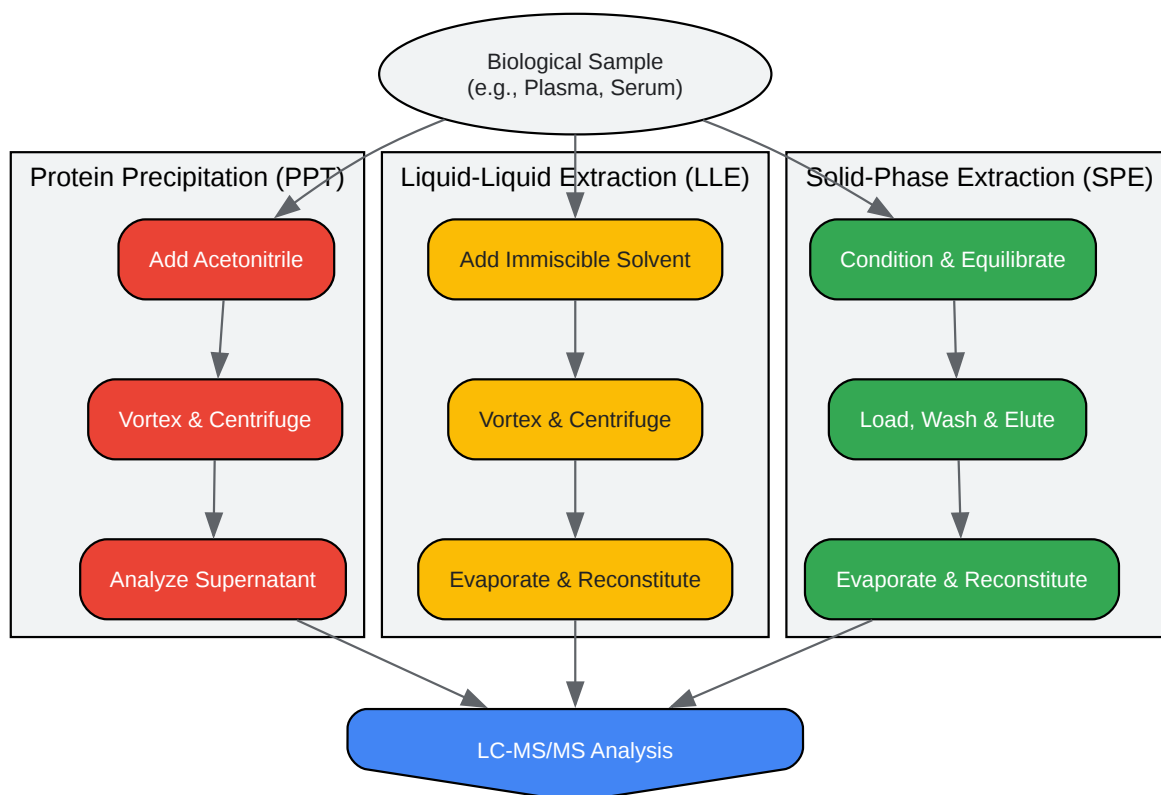 Biological Sample
(e.g., Plasma, Serum)
Protein Precipitation (PPT)
Add Acetonitrile
Vortex & Centrifuge
Analyze Supernatant
Liquid-Liquid Extraction (LLE)
Add Immiscible Solvent
Vortex & Centrifuge
Evaporate & Reconstitute
Solid-Phase Extraction (SPE)
Condition & Equilibrate
Load, Wash & Elute
Evaporate & Reconstitute
LC-MS/MS Analysis